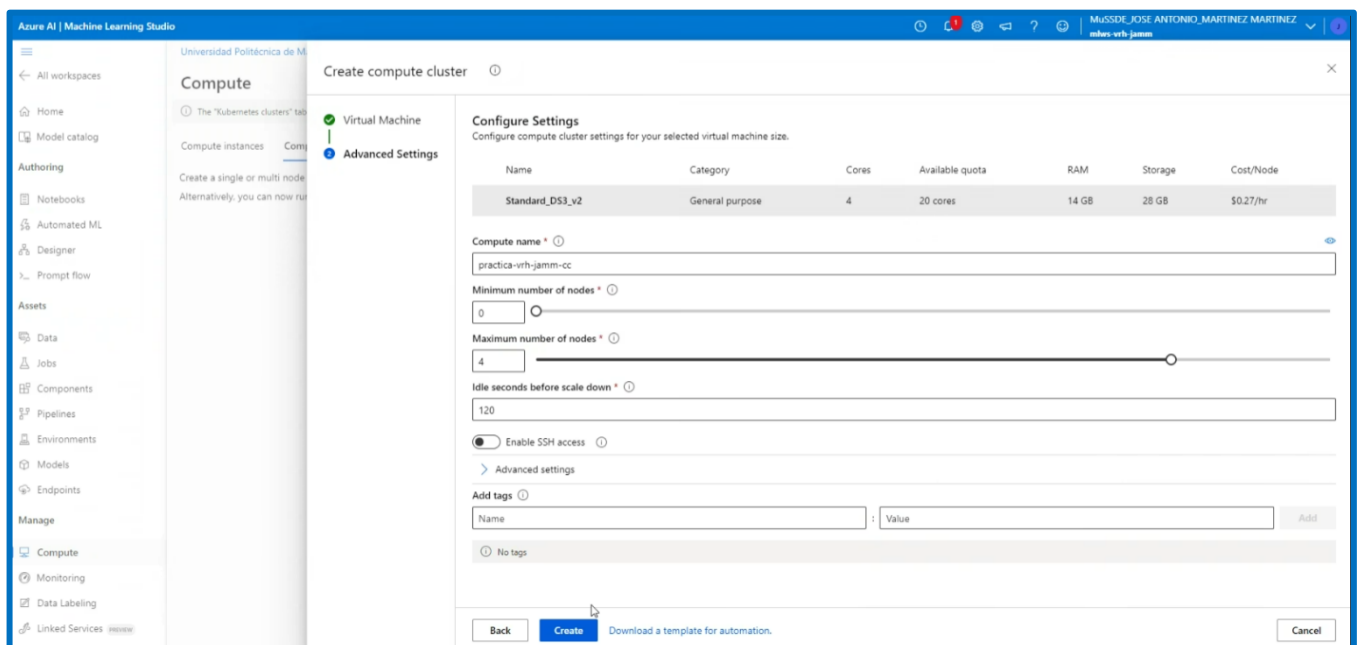 Azure AI | Machine Learning Studio
1
MuSSDE_JOSE ANTONIO_MARTINEZ MARTINEZ
mlws-vrh-jamm
All workspaces
Home
Model catalog
Authoring
Notebooks
Automated ML
Designer
Prompt flow
Assets
Data
Jobs
Components
Pipelines
Environments
Models
Endpoints
Manage
Compute
Monitoring
Data Labeling
Linked Services PREVIEW
Universidad Politécnica de M
Compute
The "Kubernetes clusters" tab
Compute instances Comp
Create a single or multi node
Alternatively, you can now run
Create compute cluster
Virtual Machine
2 Advanced Settings
Configure Settings
Configure compute cluster settings for your selected virtual machine size.
Name Category Cores Available quota RAM Storage Cost/Node
Standard_DS3_v2 General purpose 4 20 cores 14 GB 28 GB $0.27/hr
Compute name *
practica-vrh-jamm-cc
Minimum number of nodes *
0
Maximum number of nodes *
4
Idle seconds before scale down *
120
Enable SSH access
Advanced settings
Add tags
Name : Value Add
No tags
Back Create Download a template for automation. Cancel